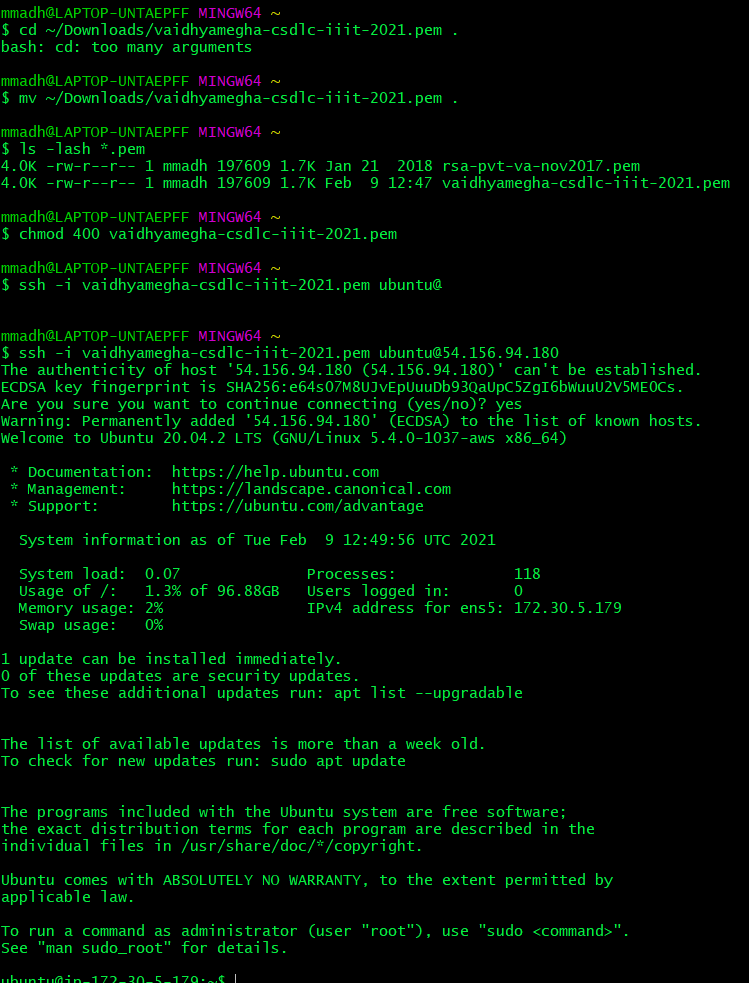 mmadh@LAPTOP-UNTAEPFF MINGW64 ~
$ cd ~/Downloads/vaidhyamegha-csdlc-iiit-2021.pem .
bash: cd: too many arguments

mmadh@LAPTOP-UNTAEPFF MINGW64 ~
$ mv ~/Downloads/vaidhyamegha-csdlc-iiit-2021.pem .

mmadh@LAPTOP-UNTAEPFF MINGW64 ~
$ ls -lash *.pem
4.0K -rw-r--r-- 1 mmadh 197609 1.7K Jan 21  2018 rsa-pvt-va-nov2017.pem
4.0K -rw-r--r-- 1 mmadh 197609 1.7K Feb  9 12:47 vaidhyamegha-csdlc-iiit-2021.pem

mmadh@LAPTOP-UNTAEPFF MINGW64 ~
$ chmod 400 vaidhyamegha-csdlc-iiit-2021.pem

mmadh@LAPTOP-UNTAEPFF MINGW64 ~
$ ssh -i vaidhyamegha-csdlc-iiit-2021.pem ubuntu@

mmadh@LAPTOP-UNTAEPFF MINGW64 ~
$ ssh -i vaidhyamegha-csdlc-iiit-2021.pem ubuntu@54.156.94.180
The authenticity of host '54.156.94.180 (54.156.94.180)' can't be established.
ECDSA key fingerprint is SHA256:e64sO7M8UJvEpUuuDb93QaUpC5ZgI6bWuuU2V5MEOCs.
Are you sure you want to continue connecting (yes/no)? yes
Warning: Permanently added '54.156.94.180' (ECDSA) to the list of known hosts.
Welcome to Ubuntu 20.04.2 LTS (GNU/Linux 5.4.0-1037-aws x86_64)

 * Documentation:  https://help.ubuntu.com
 * Management:     https://landscape.canonical.com
 * Support:        https://ubuntu.com/advantage

  System information as of Tue Feb  9 12:49:56 UTC 2021

  System load:  0.07               Processes:             118
  Usage of /:   1.3% of 96.88GB    Users logged in:       0
  Memory usage: 2%                 IPv4 address for ens5: 172.30.5.179
  Swap usage:   0%

1 update can be installed immediately.
0 of these updates are security updates.
To see these additional updates run: apt list --upgradable

The list of available updates is more than a week old.
To check for new updates run: sudo apt update

The programs included with the Ubuntu system are free software;
the exact distribution terms for each program are described in the
individual files in /usr/share/doc/*/copyright.

Ubuntu comes with ABSOLUTELY NO WARRANTY, to the extent permitted by
applicable law.

To run a command as administrator (user "root"), use "sudo <command>".
See "man sudo_root" for details.

ubuntu@ip-172-30-5-179:~$